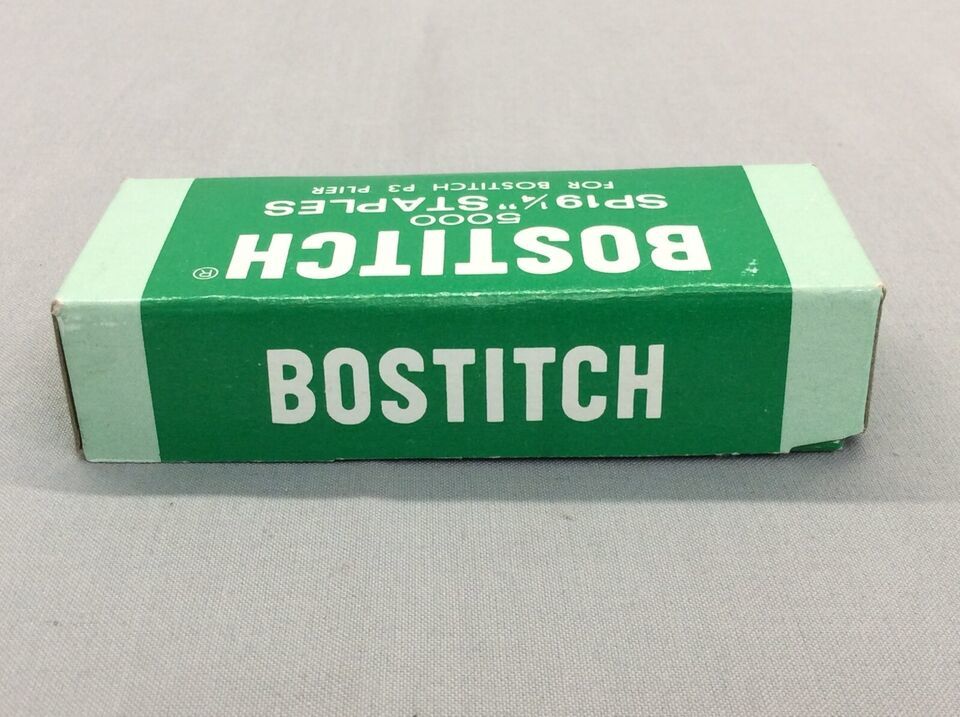 BOSTITCH®
5000
SP19 ¼" STAPLES
FOR BOSTITCH P3 PLIER
BOSTITCH